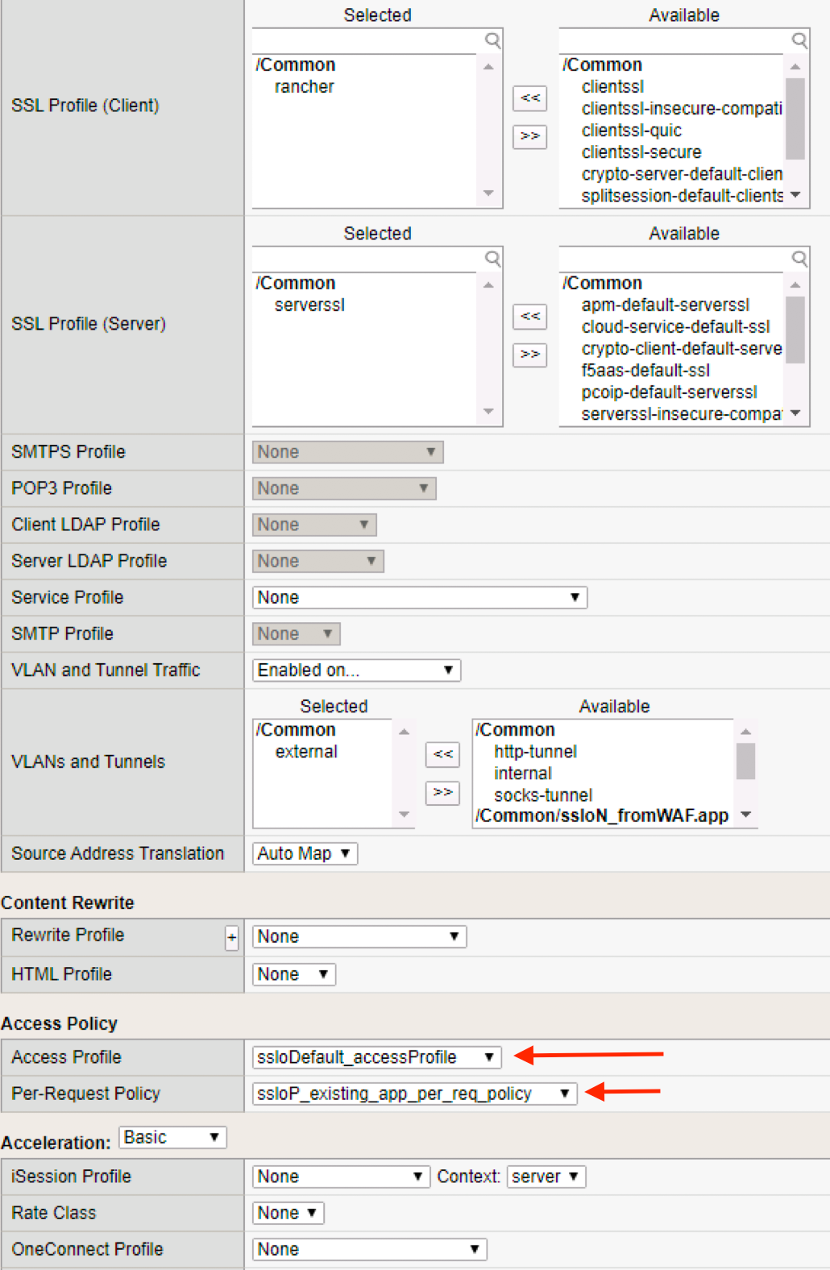 Selected Available
SSL Profile (Client)
/Common
rancher
<<
>>
/Common
clientssl
clientssl-insecure-compati
clientssl-quic
clientssl-secure
crypto-server-default-clien
splitsession-default-clients
Selected Available
SSL Profile (Server)
/Common
serverssl
<<
>>
/Common
apm-default-serverssl
cloud-service-default-ssl
crypto-client-default-serve
f5aas-default-ssl
pcoip-default-serverssl
serverssl-insecure-compa
SMTPS Profile None
POP3 Profile None
Client LDAP Profile None
Server LDAP Profile None
Service Profile None
SMTP Profile None
VLAN and Tunnel Traffic Enabled on...
Selected Available
VLANs and Tunnels
/Common
external
<<
>>
/Common
http-tunnel
internal
socks-tunnel
/Common/ssloN_fromWAF.app
Source Address Translation Auto Map
Content Rewrite
Rewrite Profile + None
HTML Profile None
Access Policy
Access Profile ssloDefault_accessProfile
Per-Request Policy ssloP_existing_app_per_req_policy
Acceleration: Basic
iSession Profile None Context: server
Rate Class None
OneConnect Profile None